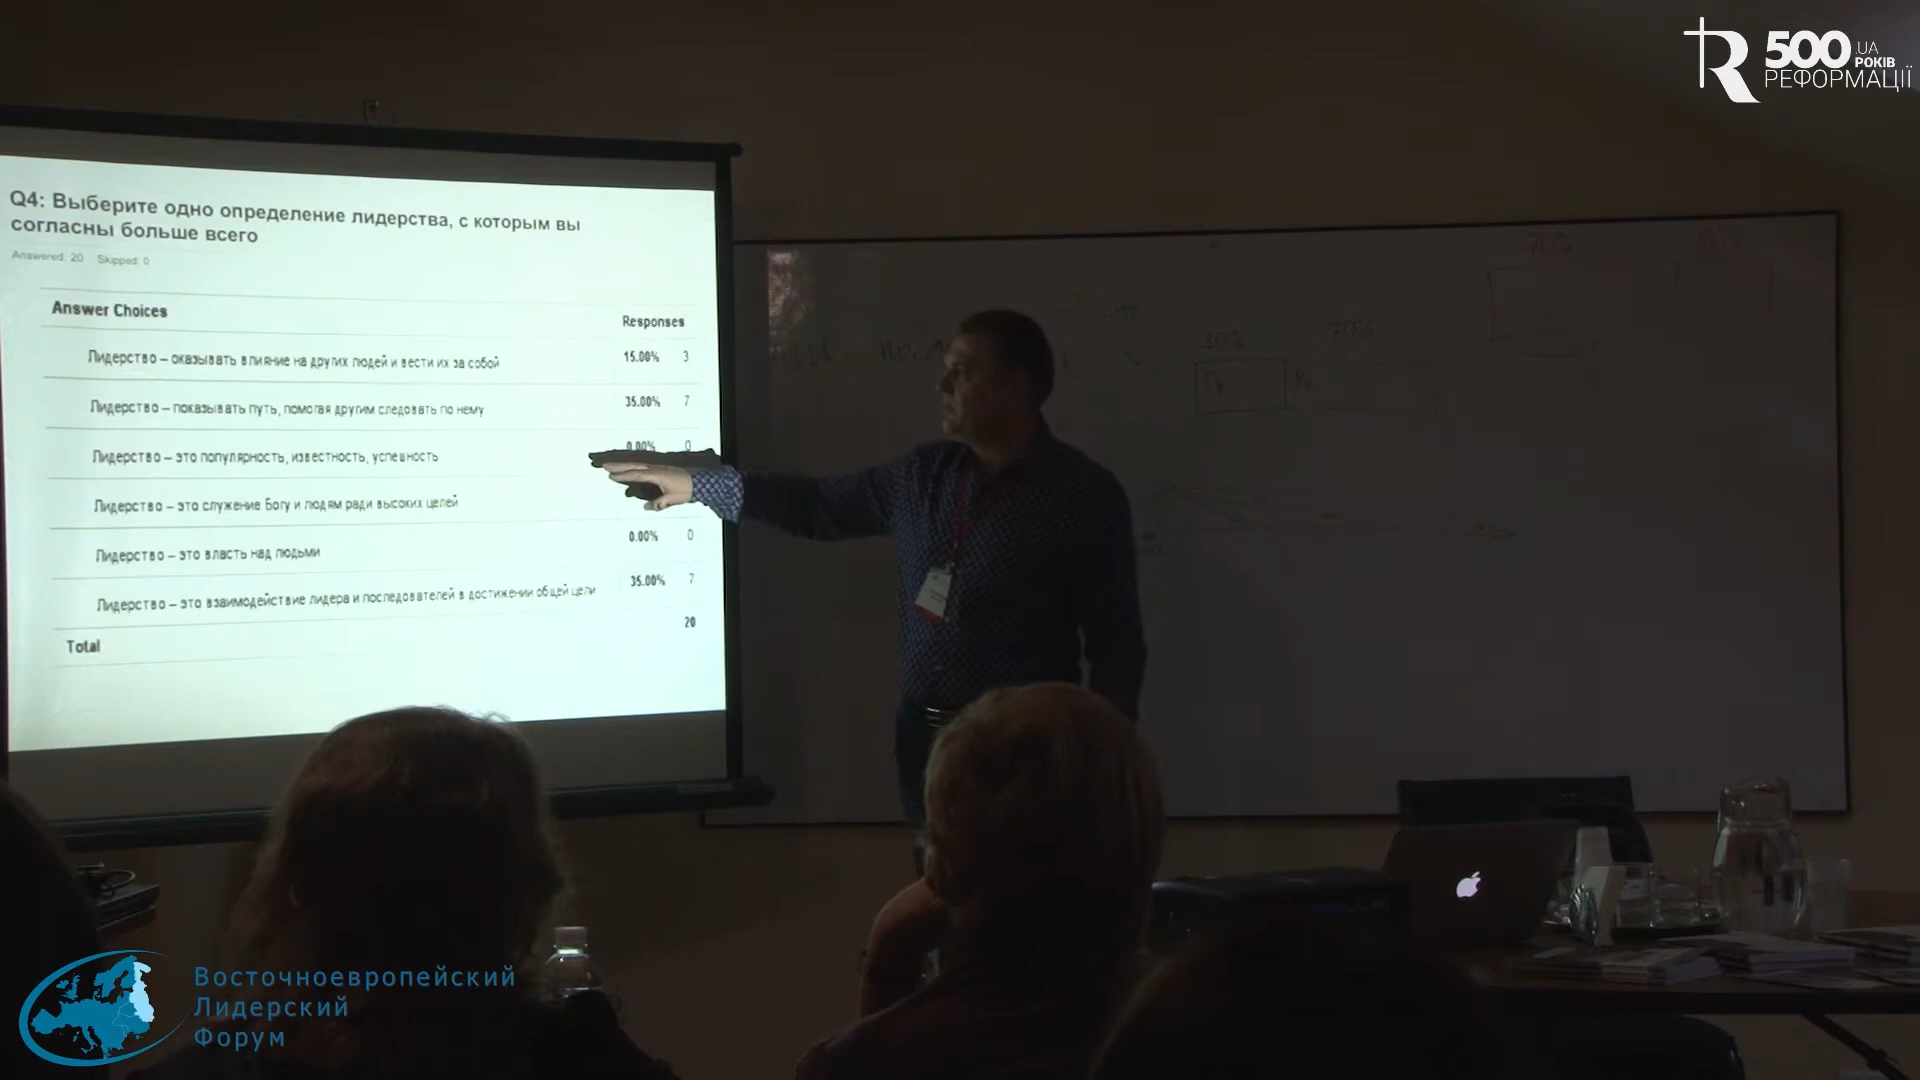 500 .UA
РОКІВ
РЕФОРМАЦІЇ
Q4: Выберите одно определение лидерства, с которым вы
согласны больше всего
Answered: 20 Skipped: 0
Answer Choices Responses
Лидерство – оказывать влияние на других людей и вести их за собой 15.00% 3
Лидерство – показывать путь, помогая другим следовать по нему 35.00% 7
Лидерство – это популярность, известность, успешность 0.00% 0
Лидерство – это служение Богу и людям ради высоких целей
Лидерство – это власть над людьми 0.00% 0
Лидерство – это взаимодействие лидера и последователей в достижении общей цели 35.00% 7
Total 20
70%
Восточноевропейский
Лидерский
Форум